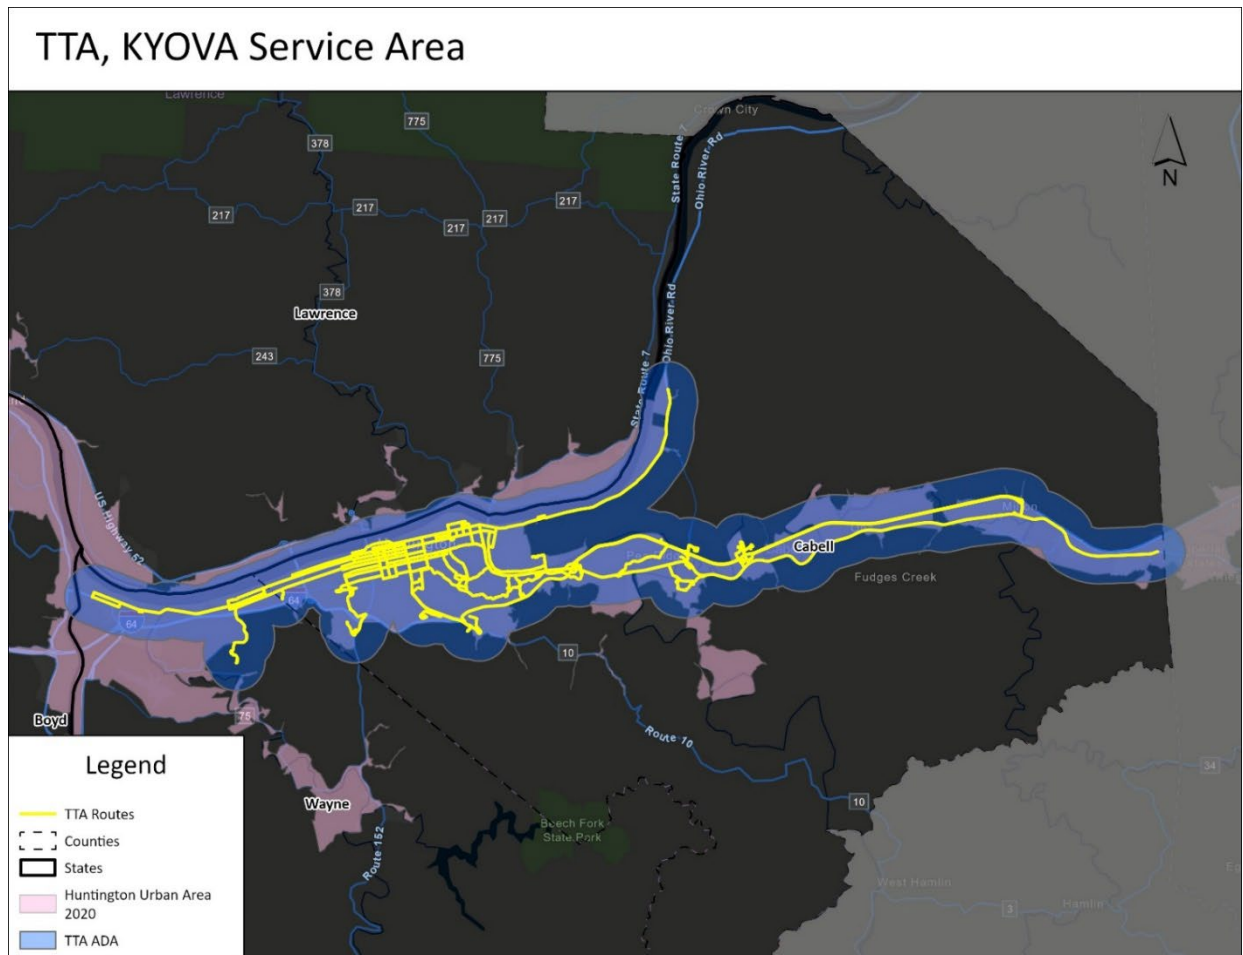 TTA, KYOVA Service Area
Lawrence
Crown City
775
378
State Route 7
Ohio River Rd
N
217
217
217
217
217
378
Lawrence
Ohio River Rd
243
775
State Route 7
US Highway 52
Cabell
Fudges Creek
64
64
10
Boyd
75
Route 10
34
Wayne
10
Beech Fork
State Park
Route 152
West Hamlin
Hamlin
3
Legend
TTA Routes
Counties
States
Huntington Urban Area
2020
TTA ADA